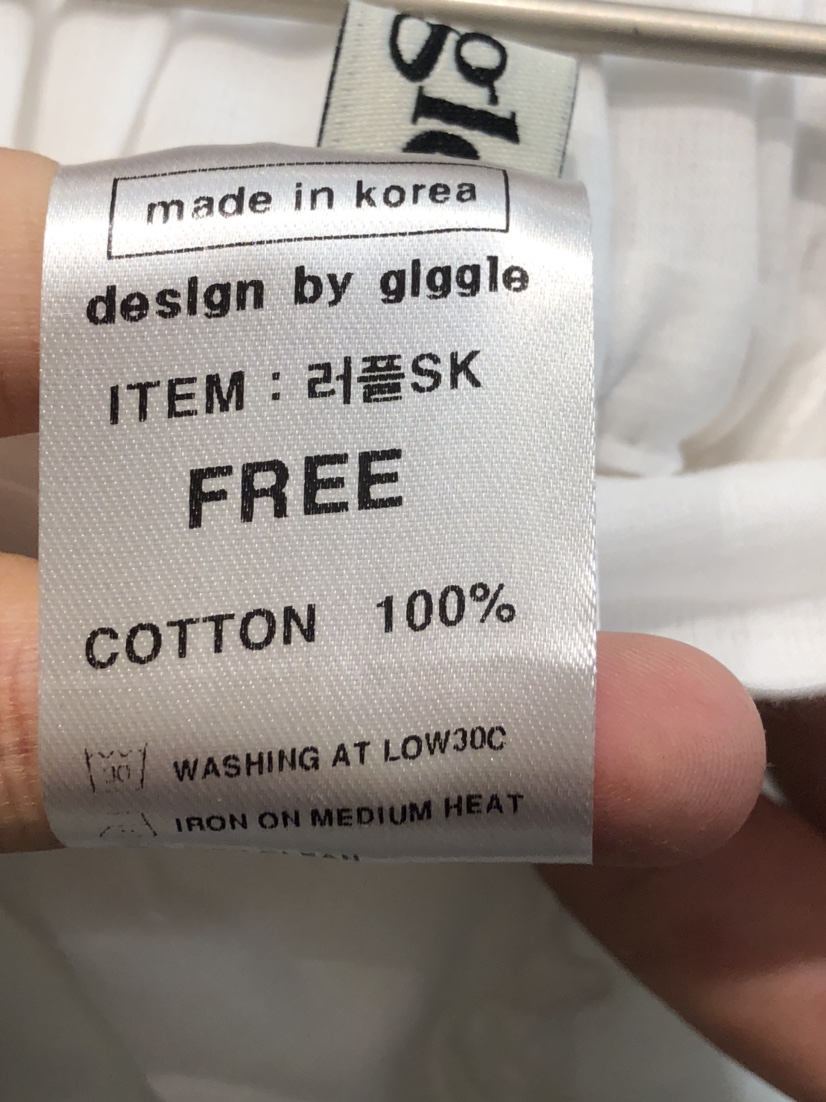 gle
made in korea
design by giggle
ITEM : 러플SK
FREE
COTTON 100%
30 WASHING AT LOW30C
IRON ON MEDIUM HEAT